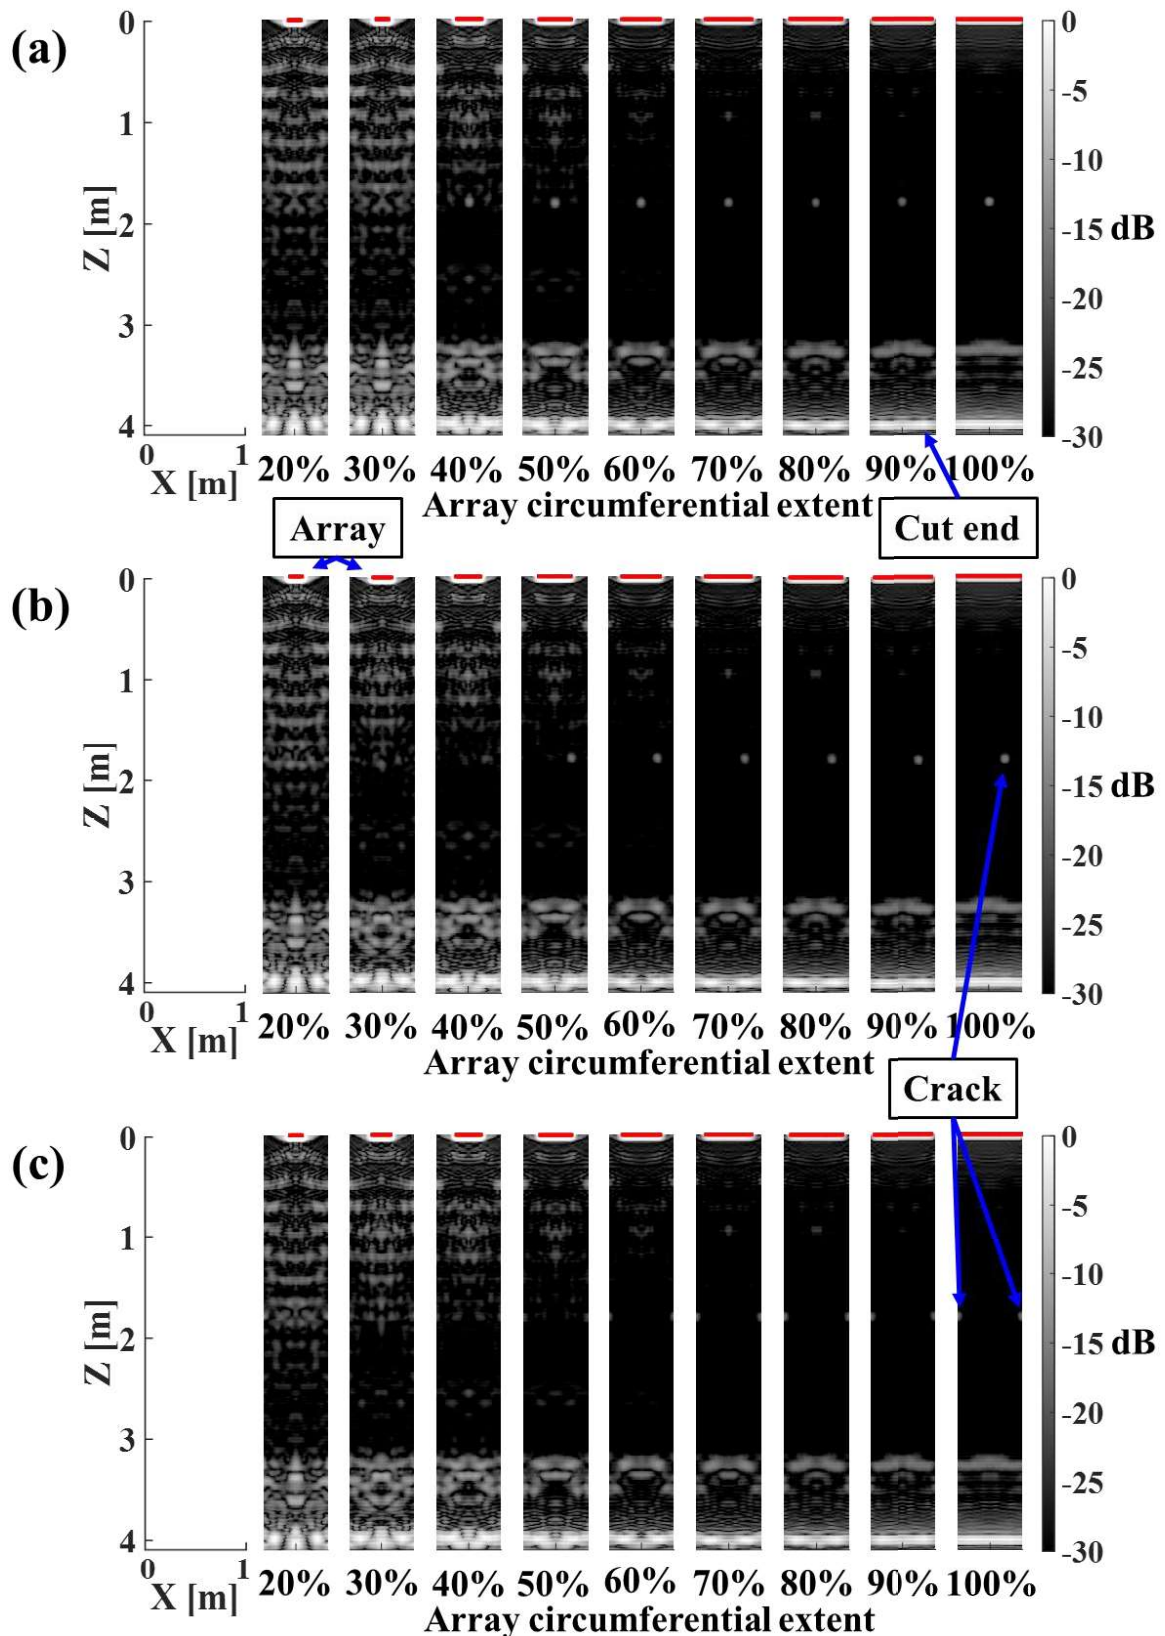 (a)
0
1
2
3
4
Z [m]
0 1
X [m]
20% 30% 40% 50% 60% 70% 80% 90% 100%
Array circumferential extent
0
-5
-10
-15 dB
-20
-25
-30
Array
Cut end
(b)
0
1
2
3
4
Z [m]
0 1
X [m]
20% 30% 40% 50% 60% 70% 80% 90% 100%
Array circumferential extent
0
-5
-10
-15 dB
-20
-25
-30
Crack
(c)
0
1
2
3
4
Z [m]
0 1
X [m]
20% 30% 40% 50% 60% 70% 80% 90% 100%
Array circumferential extent
0
-5
-10
-15 dB
-20
-25
-30